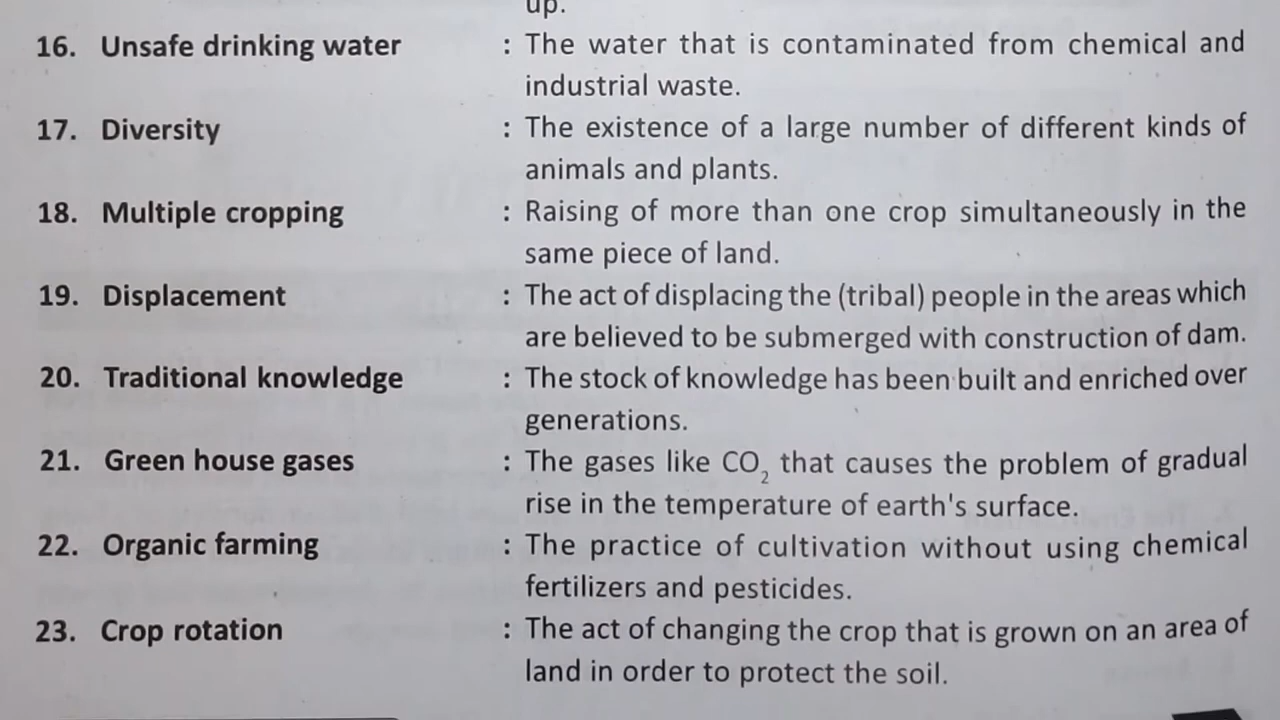 up.
16. Unsafe drinking water : The water that is contaminated from chemical and
industrial waste.
17. Diversity : The existence of a large number of different kinds of
animals and plants.
18. Multiple cropping : Raising of more than one crop simultaneously in the
same piece of land.
19. Displacement : The act of displacing the (tribal) people in the areas which
are believed to be submerged with construction of dam.
20. Traditional knowledge : The stock of knowledge has been built and enriched over
generations.
21. Green house gases : The gases like CO₂ that causes the problem of gradual
rise in the temperature of earth's surface.
22. Organic farming : The practice of cultivation without using chemical
fertilizers and pesticides.
23. Crop rotation : The act of changing the crop that is grown on an area of
land in order to protect the soil.